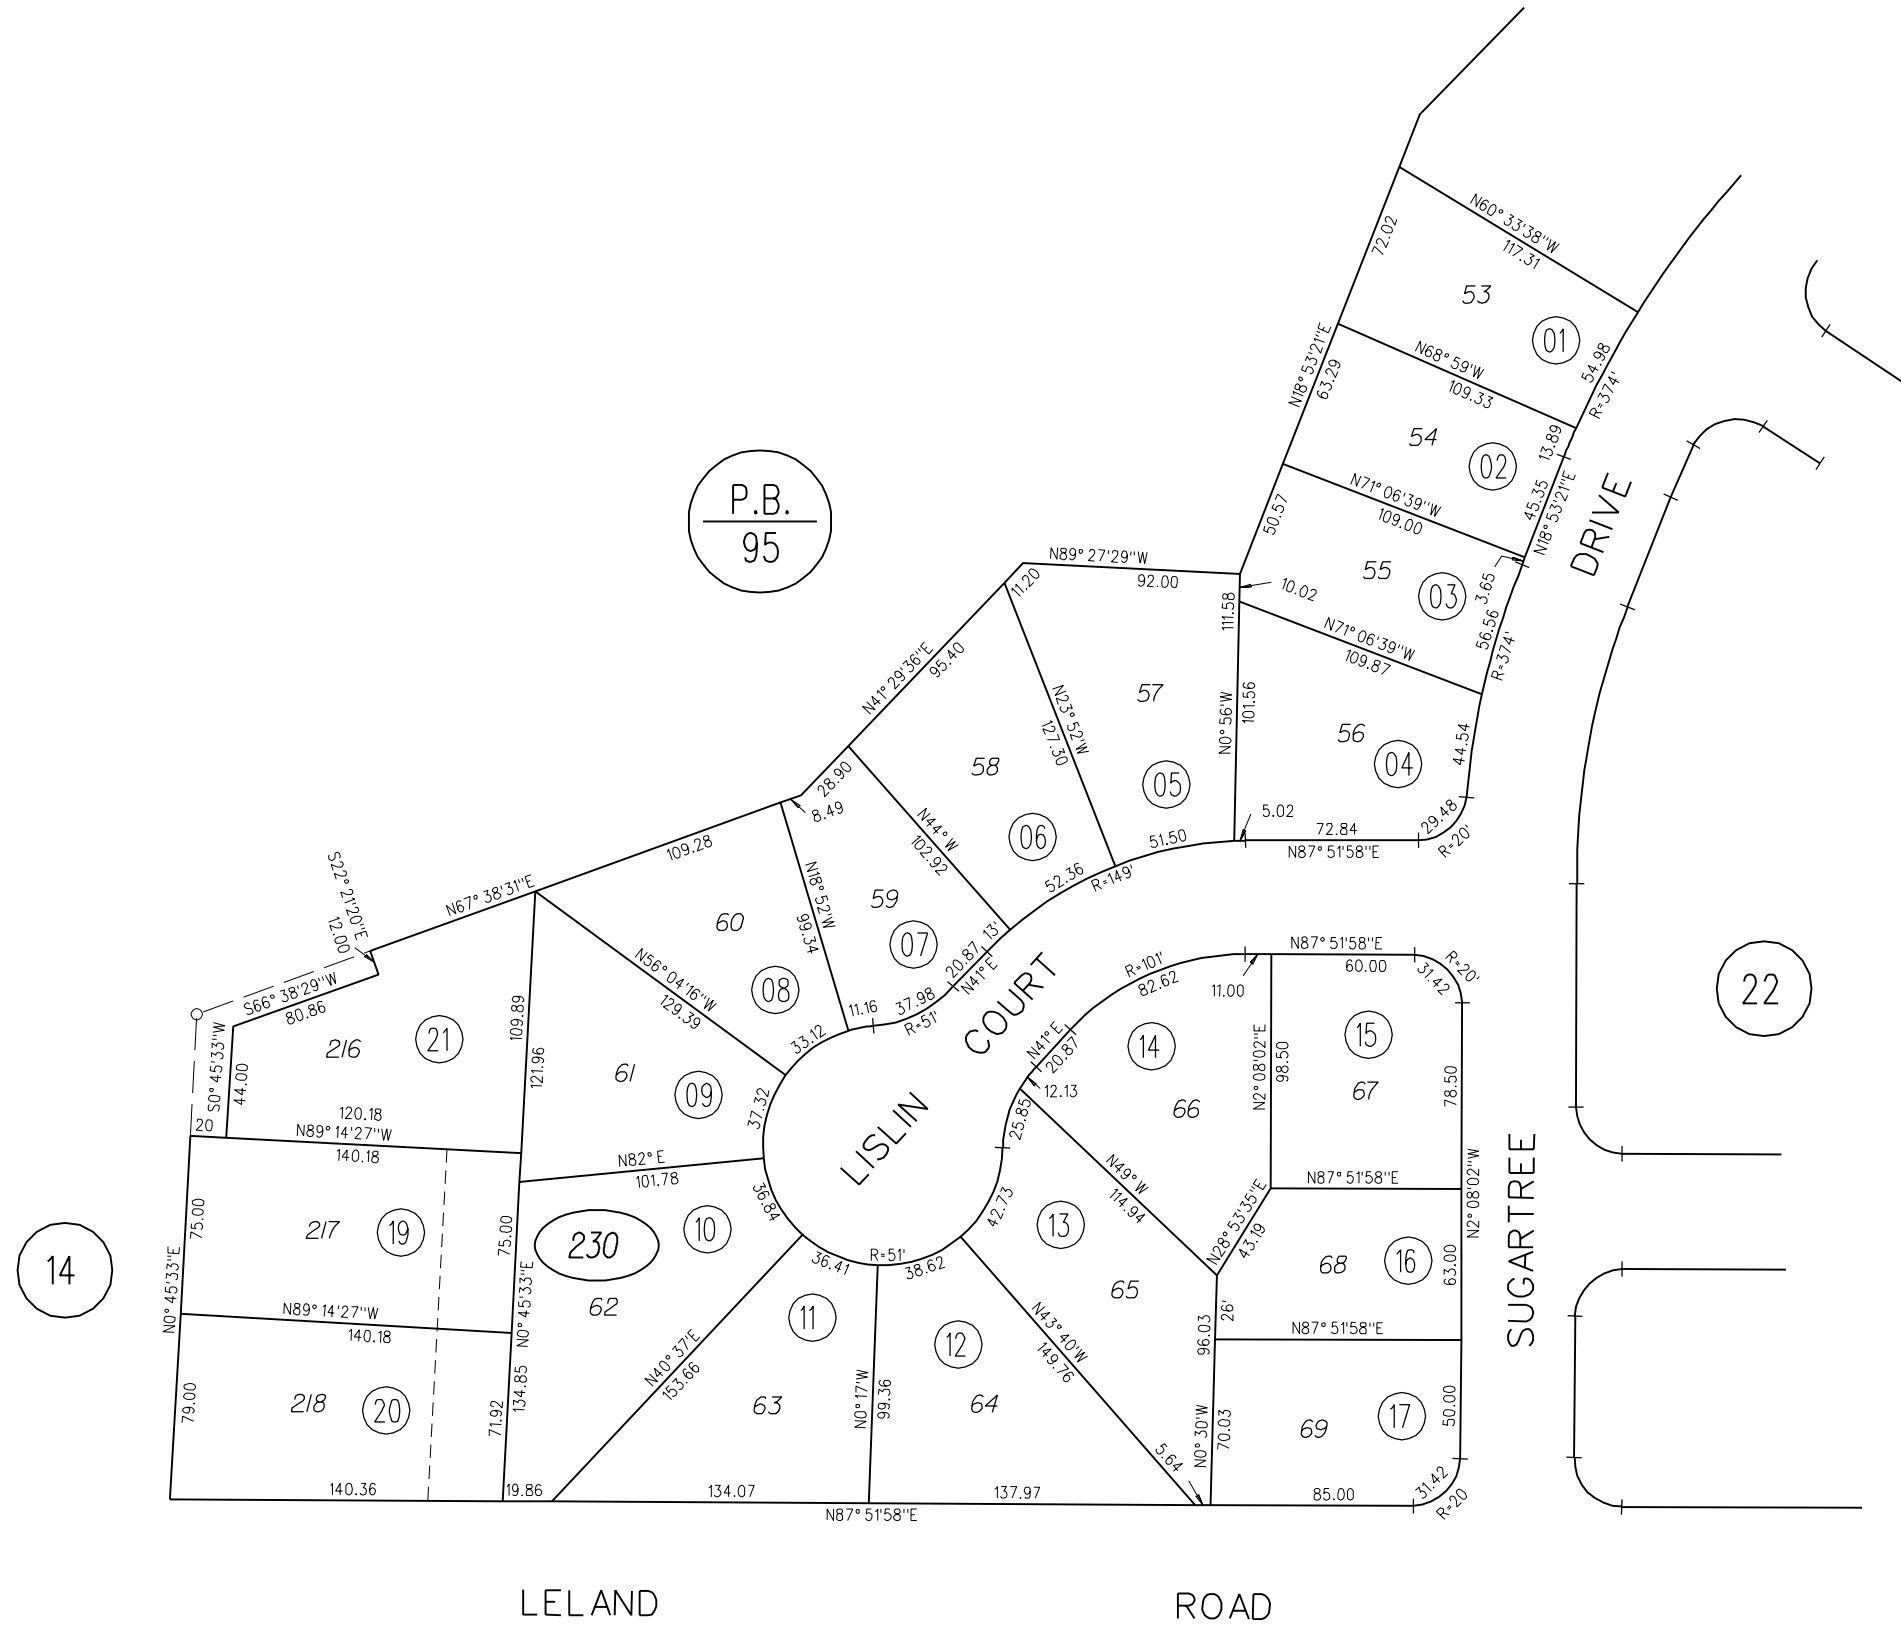 N60°33'38"W
117.31
72.02
53
01
54.98
R=374'
N18°53'21"E
63.29
N68°59'W
109.33
54
02
13.89
45.35
N18°53'21"E
DRIVE
P.B.
95
50.57
N71°06'39"W
109.00
55
03
3.65
56.56
R=374'
N89°27'29"W
92.00
10.02
11.20
111.58
N71°06'39"W
109.87
N41°29'36"E
95.40
N23°52'W
127.30
57
05
N0°56'W
101.56
56
04
44.54
58
06
28.90
8.49
N44°W
102.92
5.02
72.84
29.48
R=20'
N87°51'58"E
51.50
52.36
R=149'
109.28
S22°21'20"E
12.00
N67°38'31"E
60
08
N18°52'W
99.34
59
07
13'
20.87
N41°E
37.98
R=51'
11.16
N87°51'58"E
60.00
R=20'
31.42
R=101'
82.62
11.00
S66°38'29"W
80.86
216
21
109.89
121.96
N56°04'16"W
129.39
33.12
COURT
22
S0°45'33"W
44.00
61
09
37.32
N41°E
20.87'
12.13
14
66
N2°08'02"E
98.50
15
67
78.50
120.18
20
N89°14'27"W
140.18
LISLIN
25.85
N82°E
101.78
36.84
N49°W
114.94
N87°51'58"E
SUGARTREE
N2°08'02"W
75.00
217
19
75.00
230
10
42.73
13
N28°53'35"E
43.19
68
16
63.00
14
N0°45'33"E
N0°45'33"E
62
36.41
R=51'
38.62
65
N89°14'27"W
140.18
11
12
N43°40'W
149.76
96.03
26'
N87°51'58"E
79.00
218
20
71.92
134.85
N40°37'E
153.66
63
N0°17'W
99.36
64
5.64
N0°30'W
70.03
69
17
50.00
140.36
19.86
134.07
137.97
85.00
31.42
R=20
N87°51'58"E
LELAND ROAD